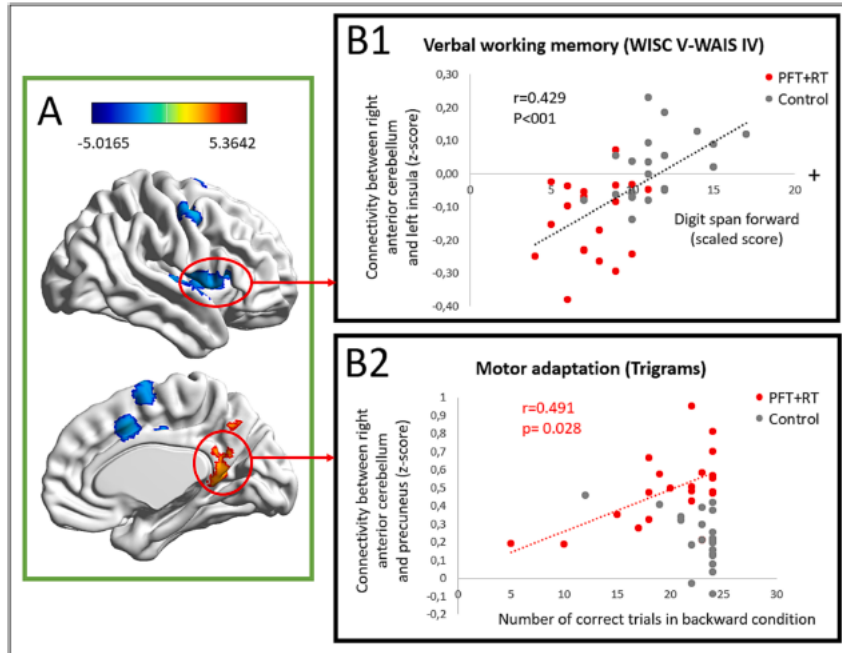 A
-5.0165 5.3642
B1
Verbal working memory (WISC V-WAIS IV)
Connectivity between right
anterior cerebellum
and left insula (z-score)
0,30
0,20
0,10
0,00
-0,10
-0,20
-0,30
-0,40
r=0.429
P<001
PFT+RT
Control
5 10 15 20
+
Digit span forward
(scaled score)
B2
Motor adaptation (Trigrams)
Connectivity between right
anterior cerebellum
and precuneus (z-score)
1
0,9
0,8
0,7
0,6
0,5
0,4
0,3
0,2
0,1
0
-0,1
-0,2
r=0.491
p= 0.028
PFT+RT
Control
0 5 10 15 20 25 30
Number of correct trials in backward condition